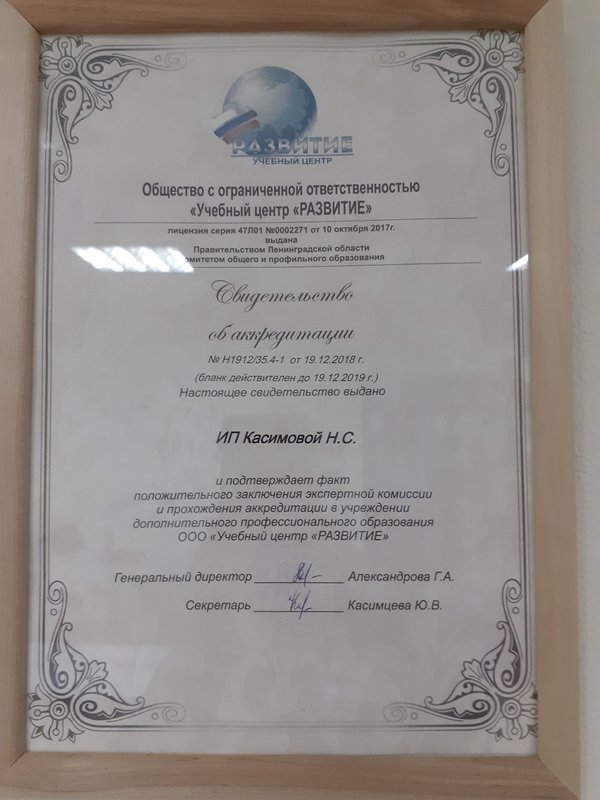 РАЗВИТИЕ
УЧЕБНЫЙ ЦЕНТР
Общество с ограниченной ответственностью
«Учебный центр «РАЗВИТИЕ»
лицензия серия 47Л01 №0002271 от 10 октября 2017г.
выдана
Правительством Ленинградской области
омитетом общего и профильного образования
Свидетельство
об аккредитации
№ Н1912/35.4-1 от 19.12.2018 г.
(бланк действителен до 19.12.2019 г.)
Настоящее свидетельство выдано
ИП Касимовой Н.С.
и подтверждает факт
положительного заключения экспертной комиссии
и прохождения аккредитации в учреждении
дополнительного профессионального образования
ООО «Учебный центр «РАЗВИТИЕ»
Генеральный директор Александрова Г.А.
Секретарь Касимцева Ю.В.